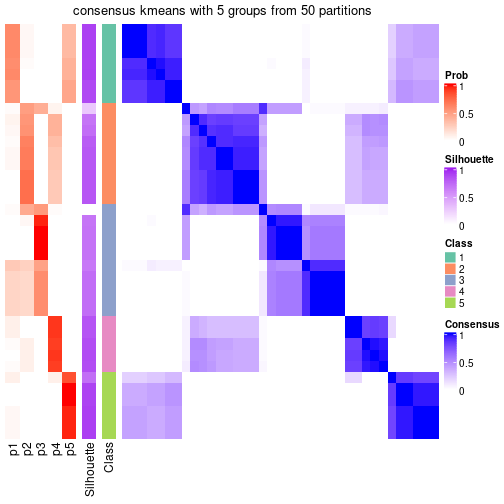 consensus kmeans with 5 groups from 50 partitions
Prob
1
0.5
0
Silhouette
1
0.5
0
Class
1
2
3
4
5
Consensus
1
0.5
0
p1
p2
p3
p4
p5
Silhouette
Class